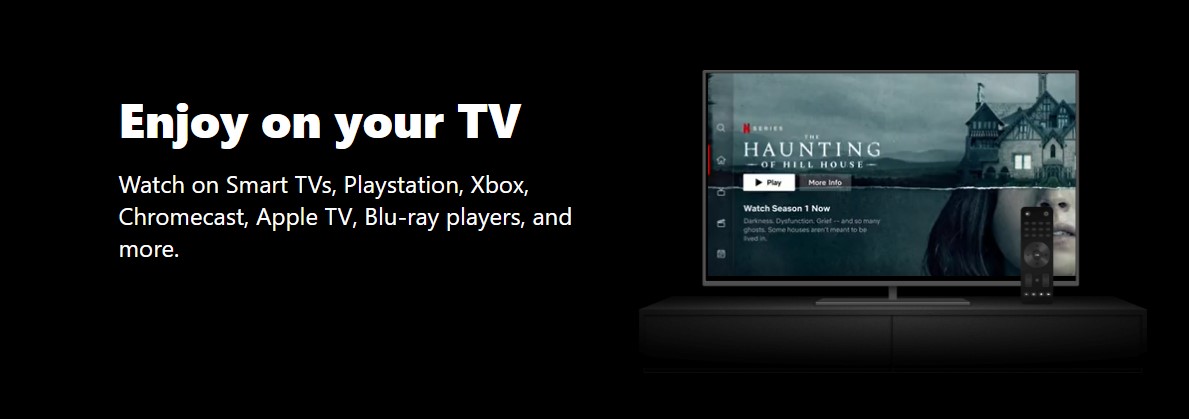 Enjoy on your TV
Watch on Smart TVs, Playstation, Xbox,
Chromecast, Apple TV, Blu-ray players, and
more.
N SERIES
THE
HAUNTING
OF HILL HOUSE
Play
More Info
Watch Season 1 Now
Darkness. Dysfunction. Grief -- and so many
ghosts. Some houses aren't meant to be
lived in.